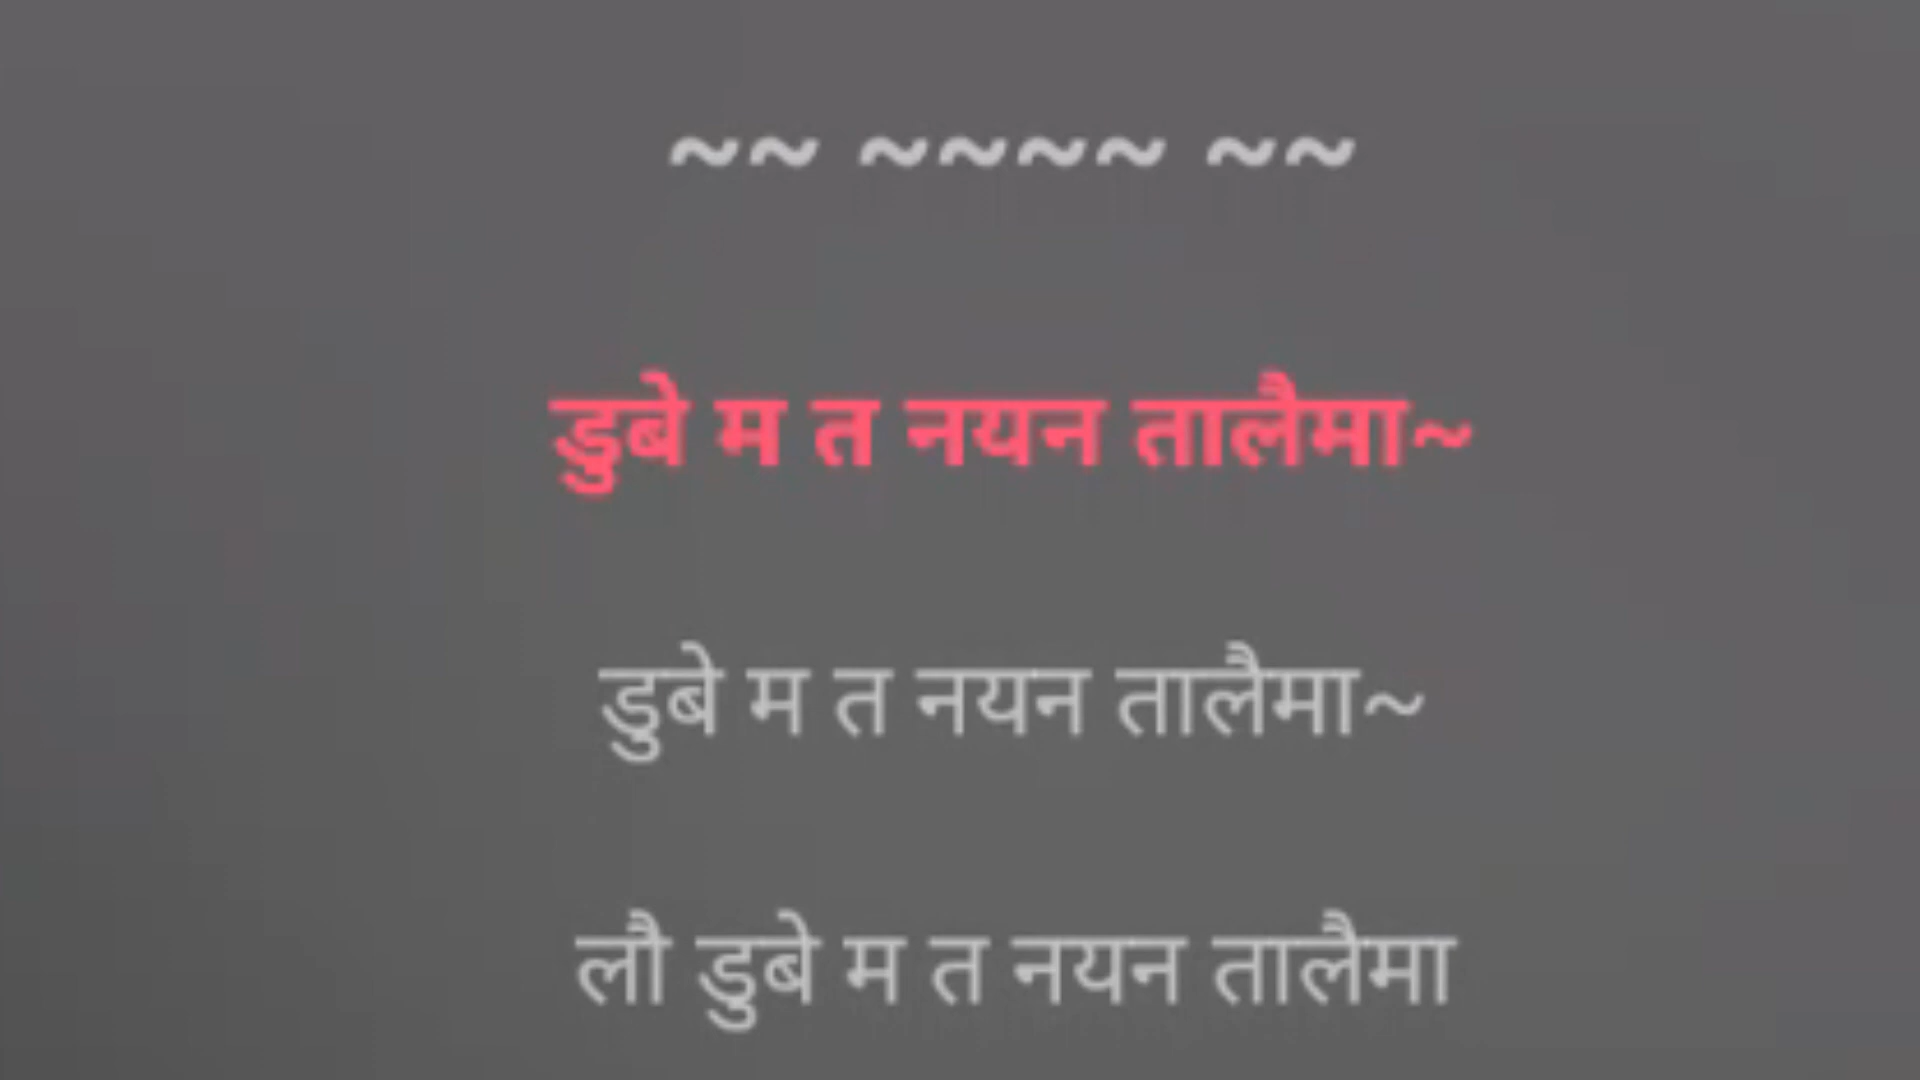 ~~ ~~~~ ~~
डुबे म त नयन तालैमा~
डुबे म त नयन तालैमा~
लौ डुबे म त नयन तालैमा